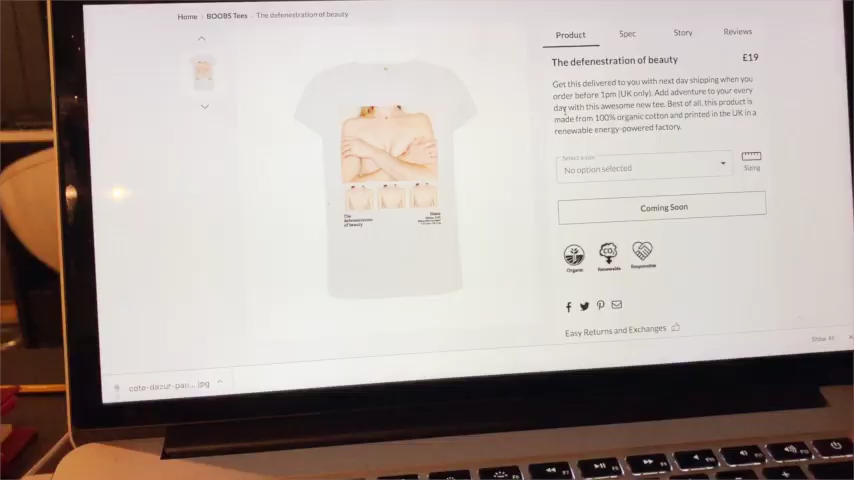 Home > BOOBS Tees > The defenestration of beauty
Product Spec Story Reviews
The defenestration of beauty £19
Get this delivered to you with next day shipping when you
order before 1pm (UK only). Add adventure to your every
day with this awesome new tee. Best of all, this product is
made from 100% organic cotton and printed in the UK in a
renewable energy-powered factory.
Select a size
No option selected
Sizing
Coming Soon
The
defenestration
of beauty
CO2
Organic Renewable Responsible
Easy Returns and Exchanges
Show All
cote-dazur-pau....jpg